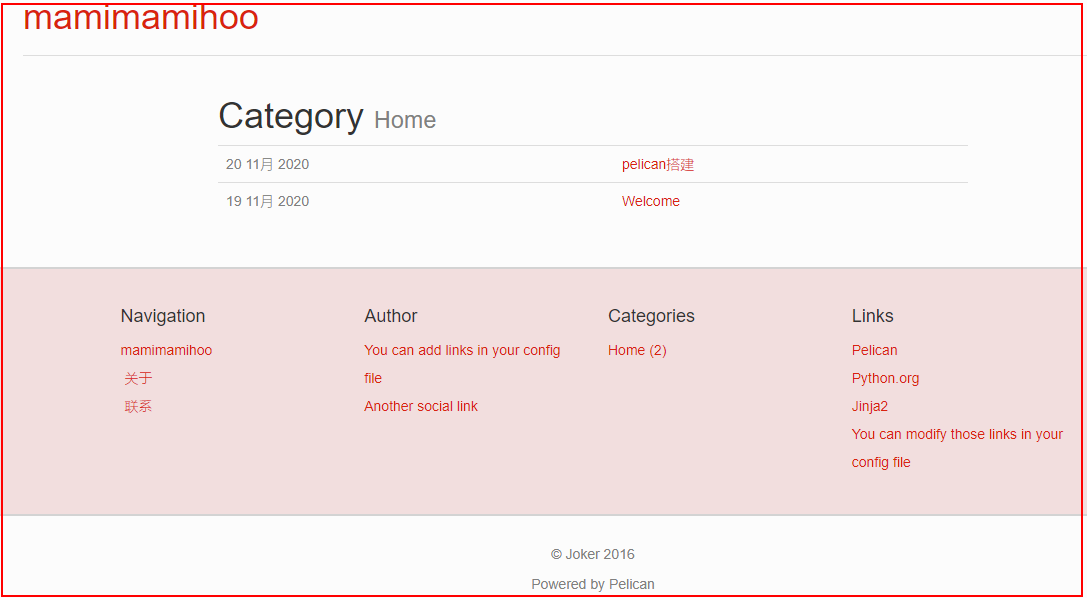 mamimamihoo
Category Home
20 11月 2020 pelican搭建
19 11月 2020 Welcome
Navigation
mamimamihoo
关于
联系
Author
You can add links in your config
file
Another social link
Categories
Home (2)
Links
Pelican
Python.org
Jinja2
You can modify those links in your
config file
© Joker 2016
Powered by Pelican